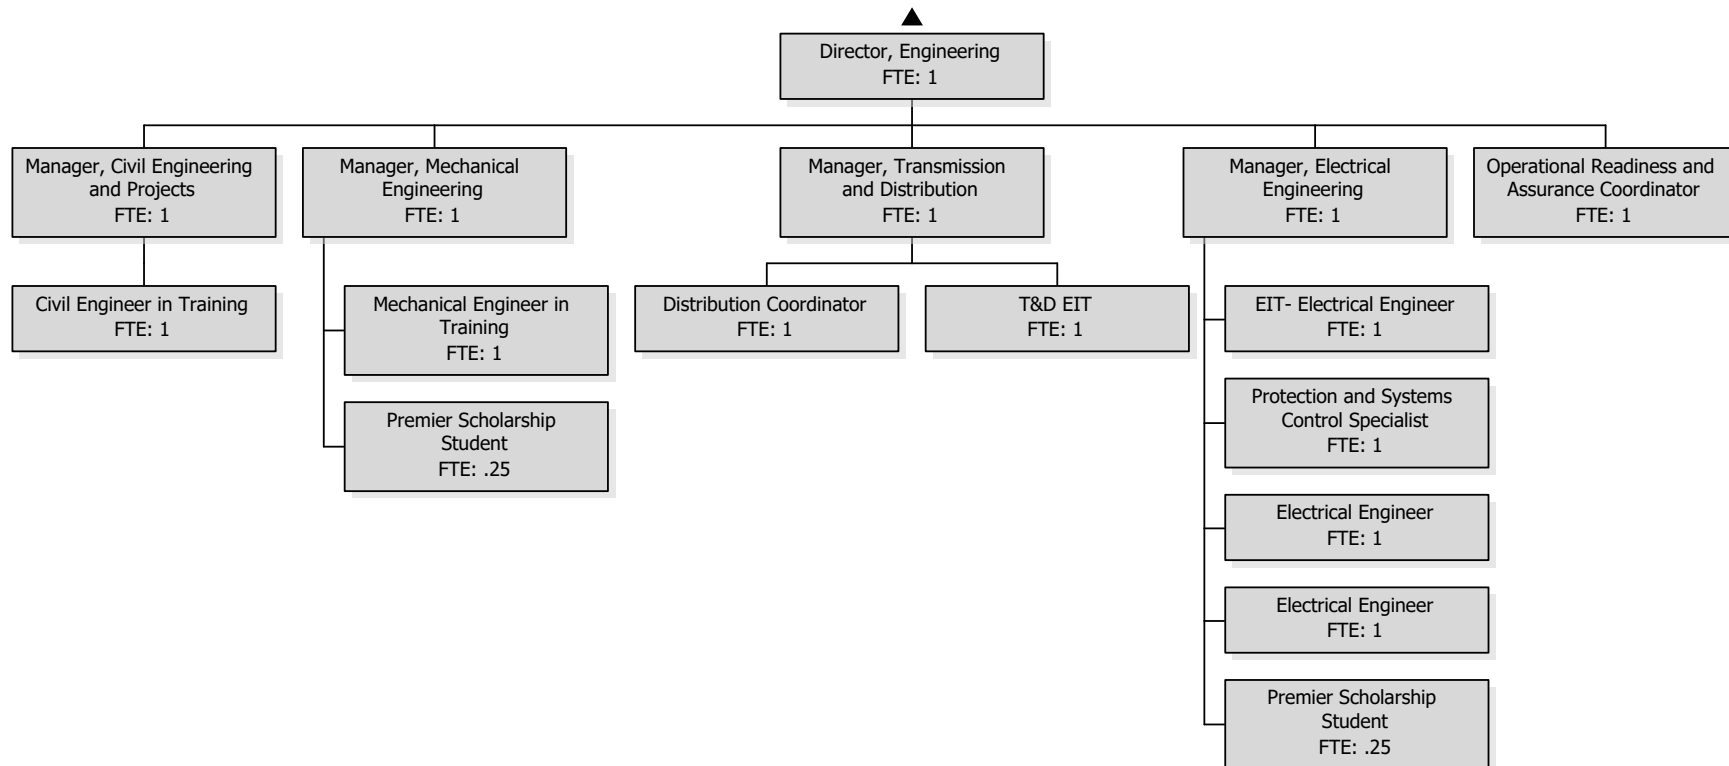 Director, Engineering
FTE: 1
Manager, Civil Engineering
and Projects
FTE: 1
Manager, Mechanical
Engineering
FTE: 1
Manager, Transmission
and Distribution
FTE: 1
Manager, Electrical
Engineering
FTE: 1
Operational Readiness and
Assurance Coordinator
FTE: 1
Civil Engineer in Training
FTE: 1
Mechanical Engineer in
Training
FTE: 1
Premier Scholarship
Student
FTE: .25
Distribution Coordinator
FTE: 1
T&D EIT
FTE: 1
EIT- Electrical Engineer
FTE: 1
Protection and Systems
Control Specialist
FTE: 1
Electrical Engineer
FTE: 1
Electrical Engineer
FTE: 1
Premier Scholarship
Student
FTE: .25